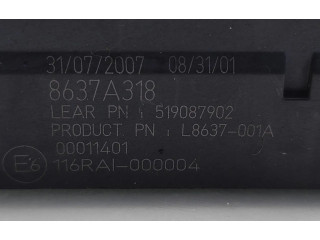 31/07/2007 08/31/01
8637A318
LEAR PN : 519087902
PRODUCT PN : L8637-001A
00011401
E6 116RAI-000004